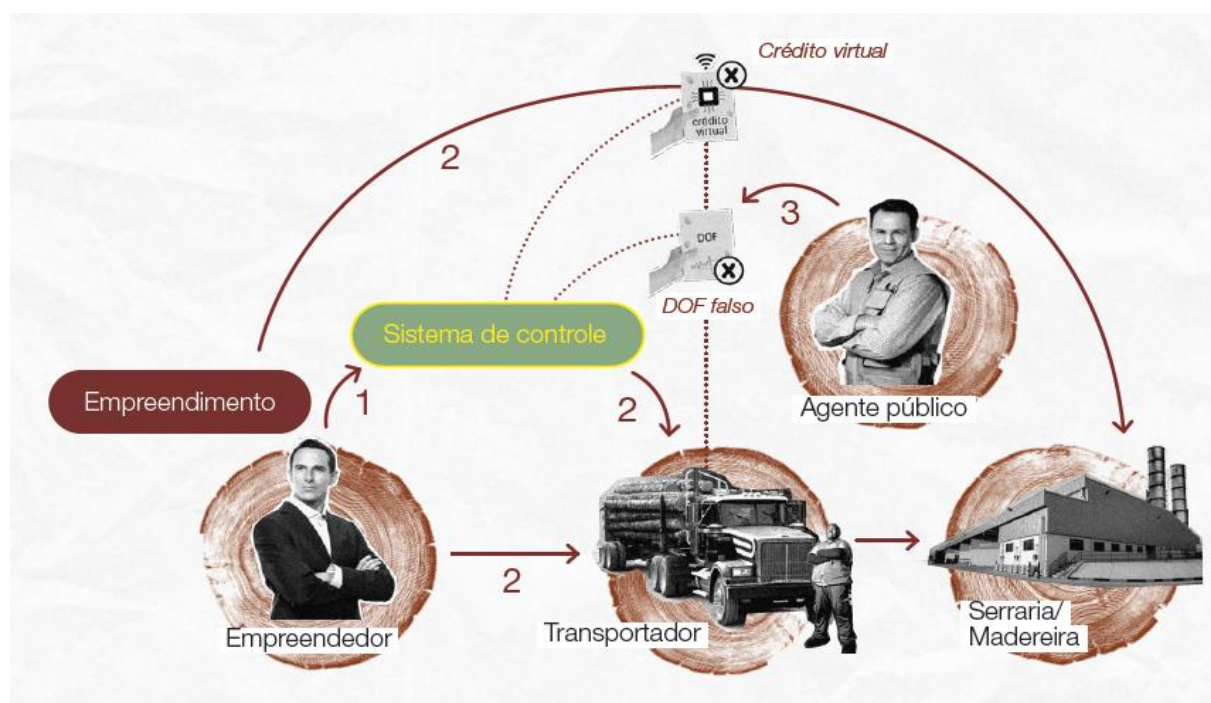 Crédito virtual
crédito
virtual
2
3
DOF
DOF falso
Sistema de controle
Empreendimento
1
2
Agente público
2
Empreendedor
Transportador
Serraria/
Madereira